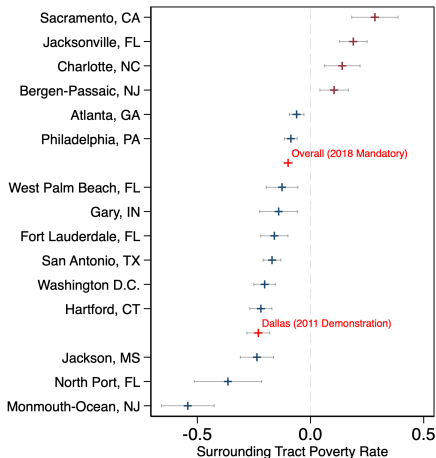 Sacramento, CA
Jacksonville, FL
Charlotte, NC
Bergen-Passaic, NJ
Atlanta, GA
Philadelphia, PA
Overall (2018 Mandatory)
West Palm Beach, FL
Gary, IN
Fort Lauderdale, FL
San Antonio, TX
Washington D.C.
Hartford, CT
Dallas (2011 Demonstration)
Jackson, MS
North Port, FL
Monmouth-Ocean, NJ
-0.5 0.0 0.5
Surrounding Tract Poverty Rate